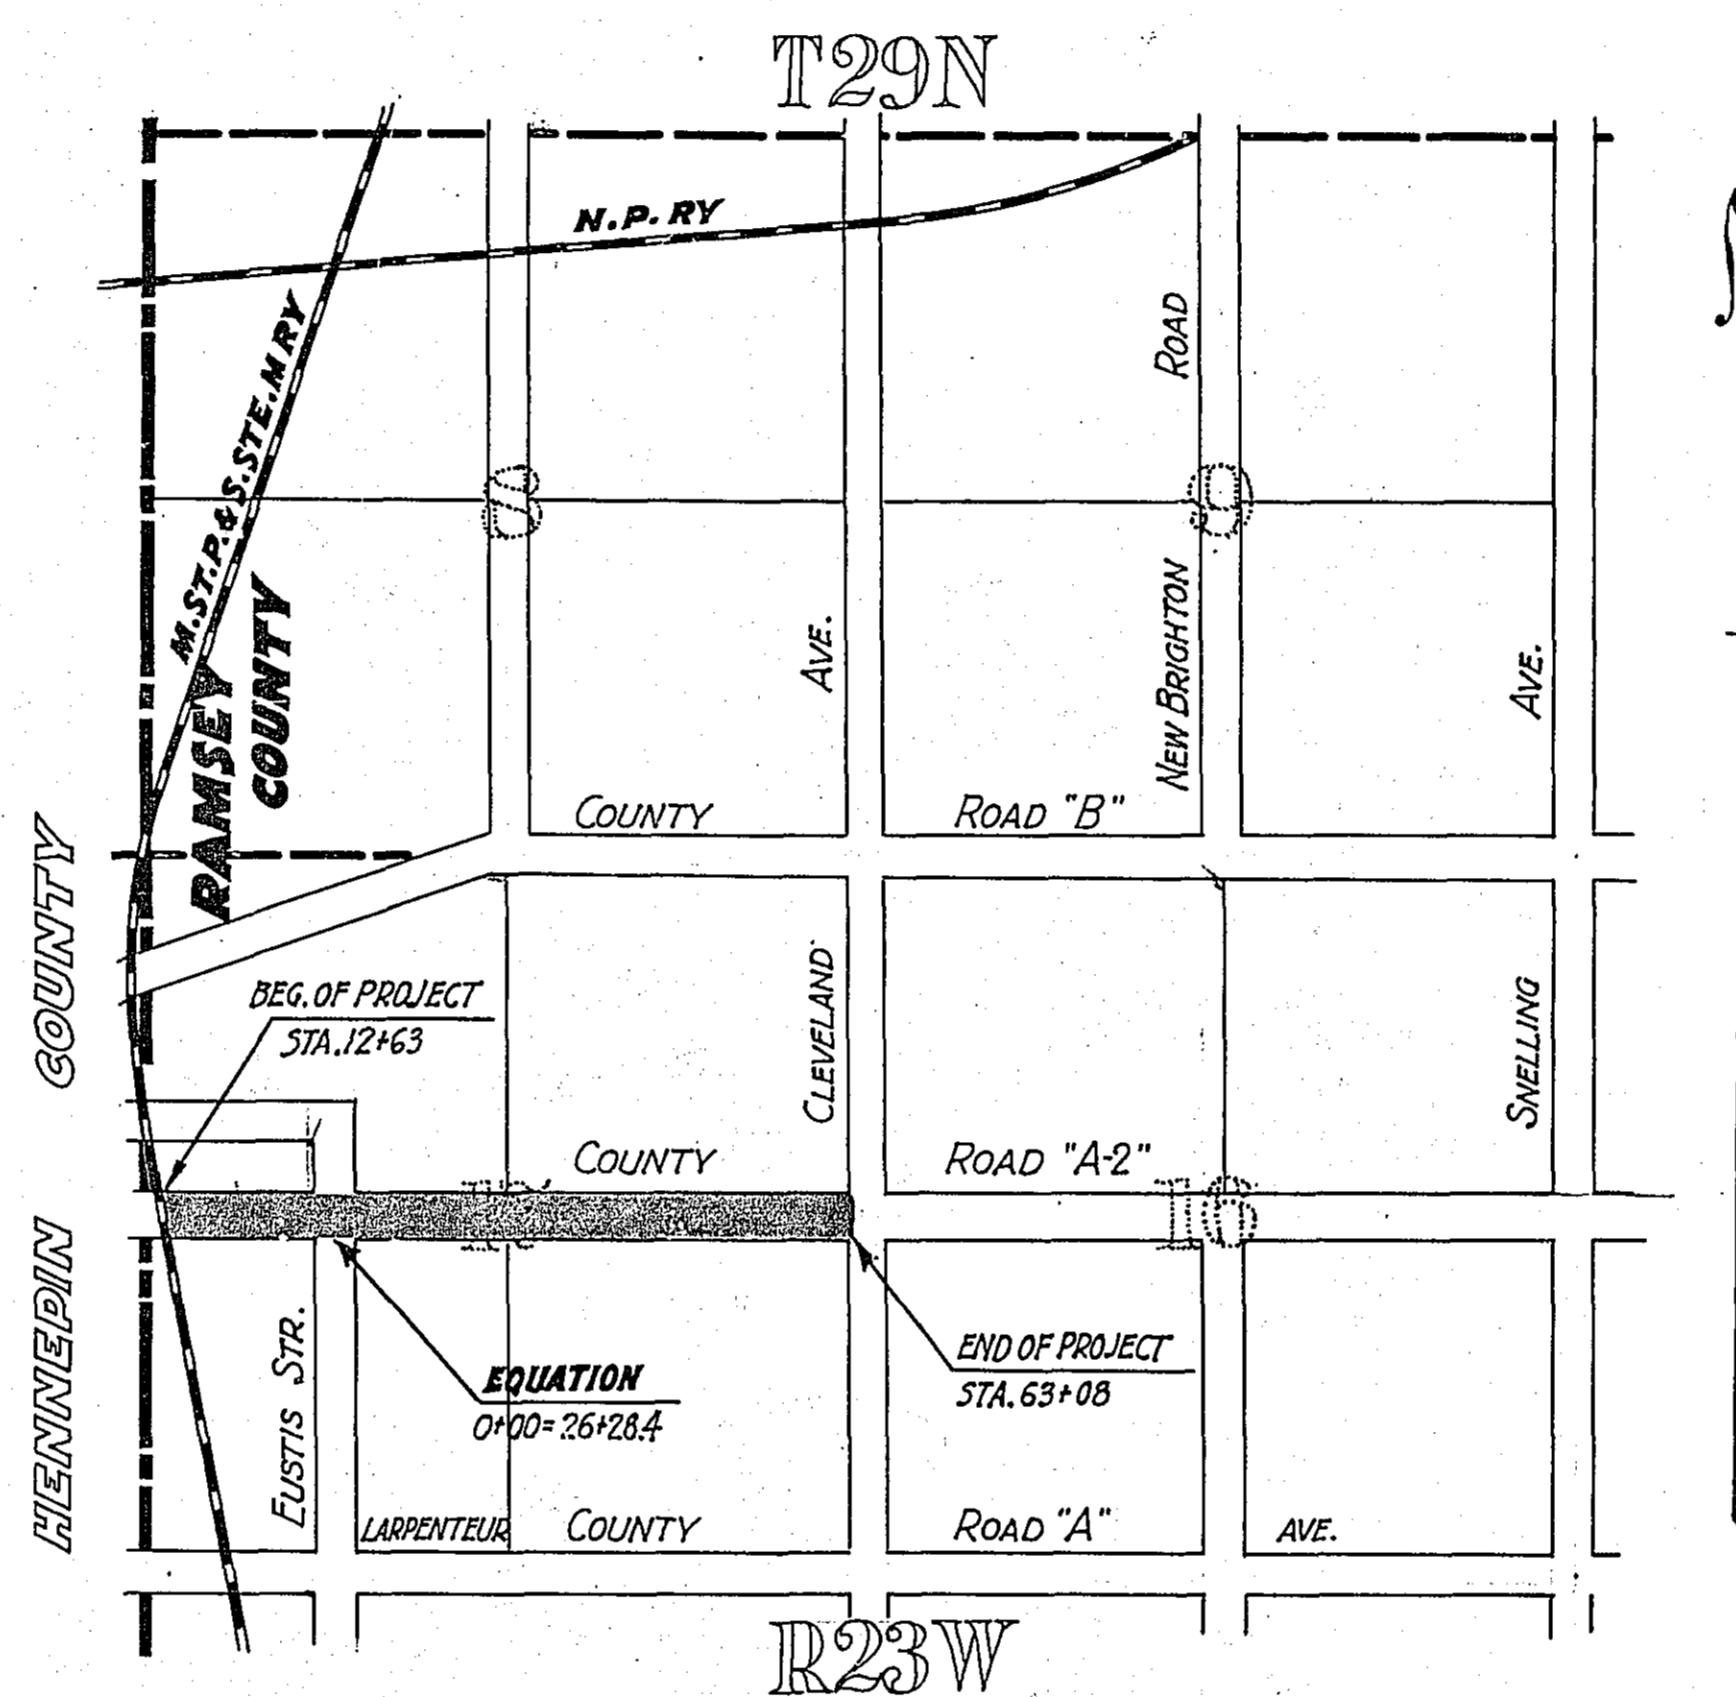 T29N
N.P. RY
M.ST.P.& S.STE.M RY
RAMSEY
COUNTY
ROAD
NEW BRIGHTON
AVE.
AVE.
8
9
COUNTY ROAD "B"
HENNEPIN COUNTY
BEG. OF PROJECT
STA. 12+63
CLEVELAND
SNELLING
COUNTY ROAD "A-2"
16
EUSTIS STR.
EQUATION
0+00=26+28.4
END OF PROJECT
STA. 63+08
LARPENTEUR COUNTY ROAD "A" AVE.
R23W